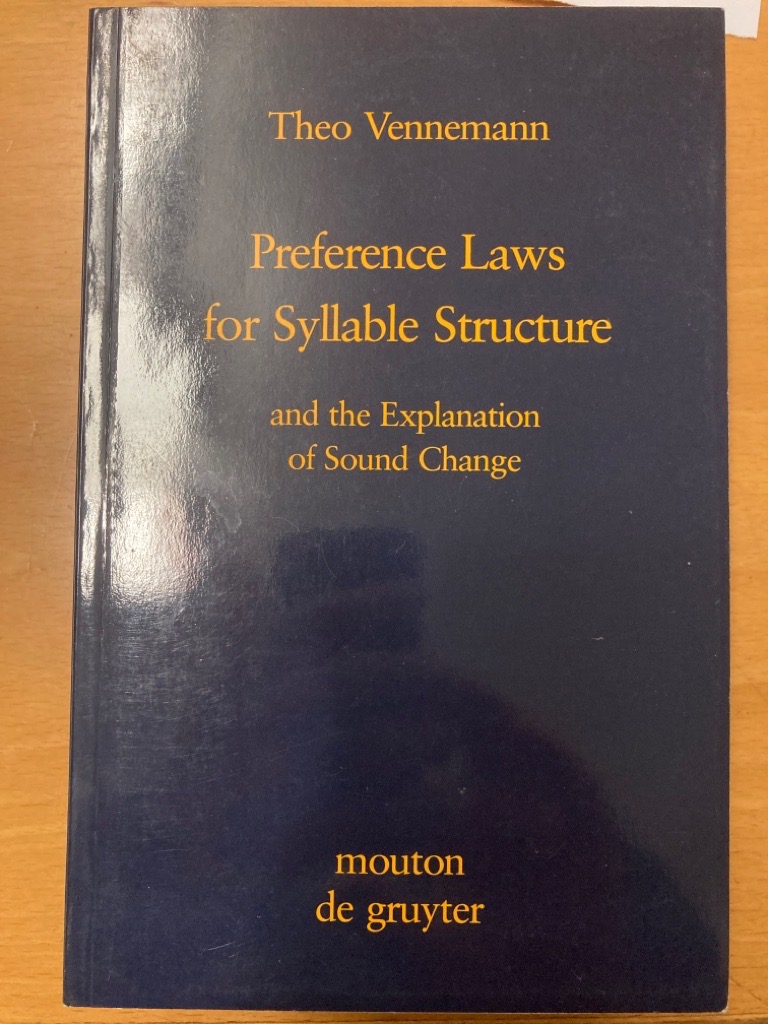 Theo Vennemann
Preference Laws
for Syllable Structure
and the Explanation
of Sound Change
mouton
de gruyter